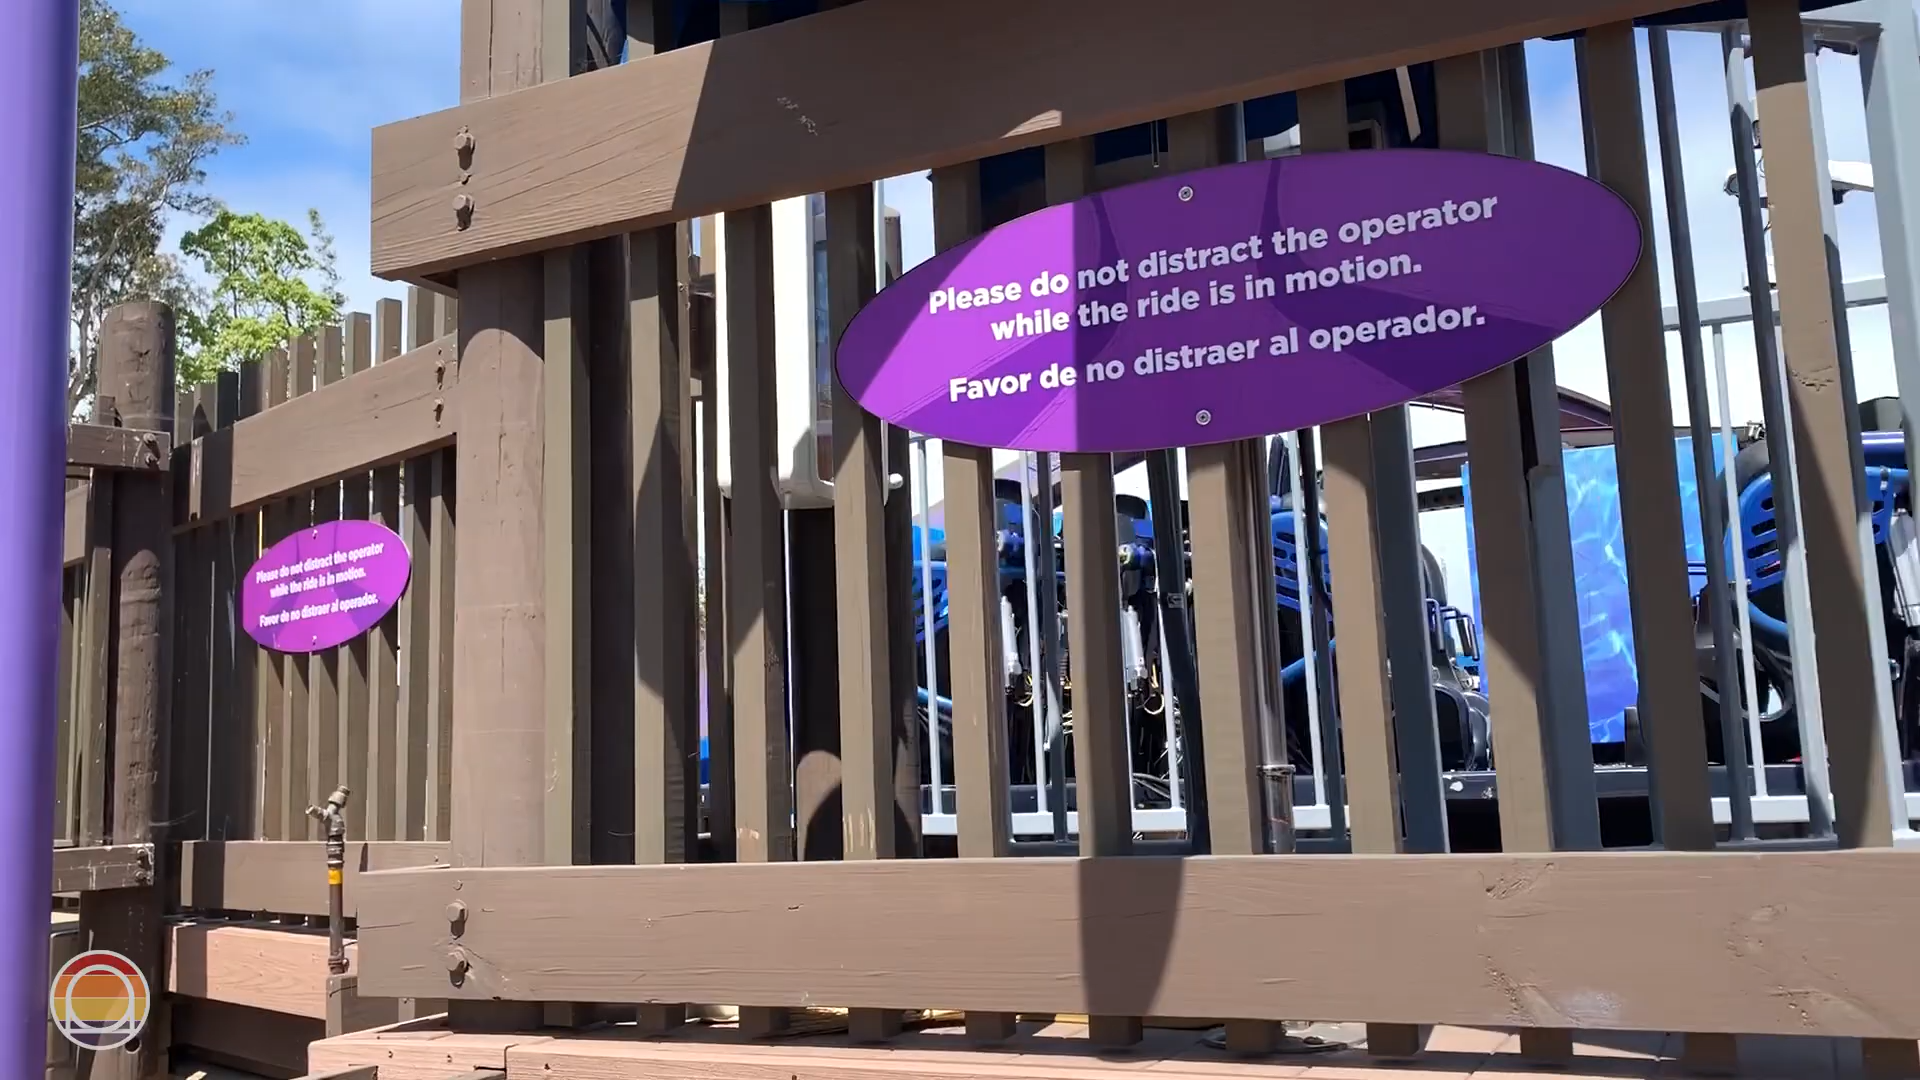 Please do not distract the operator
while the ride is in motion.
Favor de no distraer al operador.
Please do not distract the operator
while the ride is in motion.
Favor de no distraer al operador.